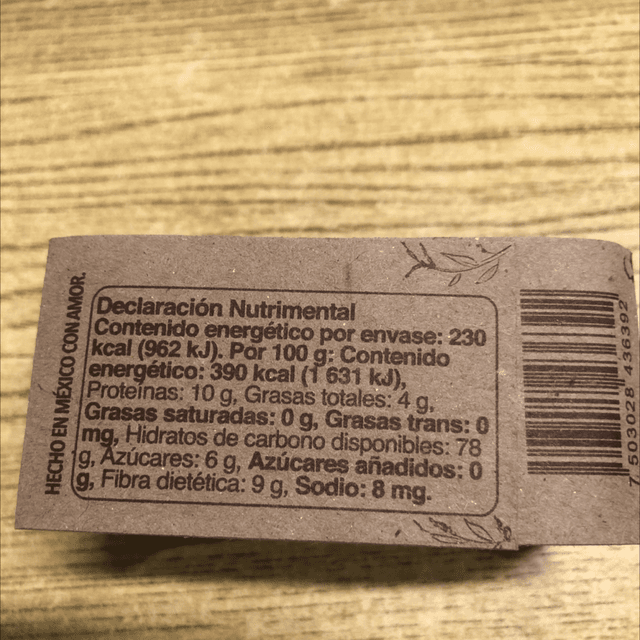 Declaración Nutrimental
Contenido energético por envase: 230
kcal (962 kJ). Por 100 g: Contenido
energético: 390 kcal (1 631 kJ),
Proteínas: 10 g, Grasas totales: 4 g,
Grasas saturadas: 0 g, Grasas trans: 0
mg, Hidratos de carbono disponibles: 78
g, Azúcares: 6 g, Azúcares añadidos: 0
g, Fibra dietética: 9 g, Sodio: 8 mg.
HECHO EN MÉXICO CON AMOR.
7 503028 436392